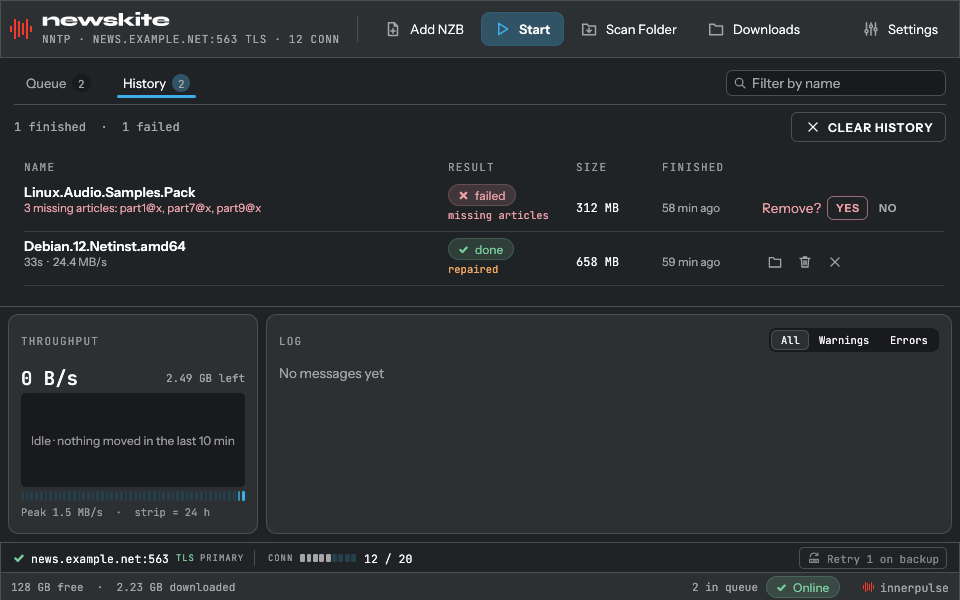 newskite
NNTP · NEWS.EXAMPLE.NET:563 TLS · 12 CONN
Add NZB
Start
Scan Folder
Downloads
Settings
Queue 2
History 2
Filter by name
1 finished · 1 failed
CLEAR HISTORY
NAME RESULT SIZE FINISHED
Linux.Audio.Samples.Pack
3 missing articles: part1@x, part7@x, part9@x
failed
missing articles
312 MB
58 min ago
Remove? YES NO
Debian.12.Netinst.amd64
33s · 24.4 MB/s
done
repaired
658 MB
59 min ago
THROUGHPUT
0 B/s
2.49 GB left
Idle · nothing moved in the last 10 min
Peak 1.5 MB/s · strip = 24 h
LOG
All Warnings Errors
No messages yet
news.example.net:563 TLS PRIMARY
CONN 12 / 20
Retry 1 on backup
128 GB free · 2.23 GB downloaded
2 in queue
Online
innerpulse